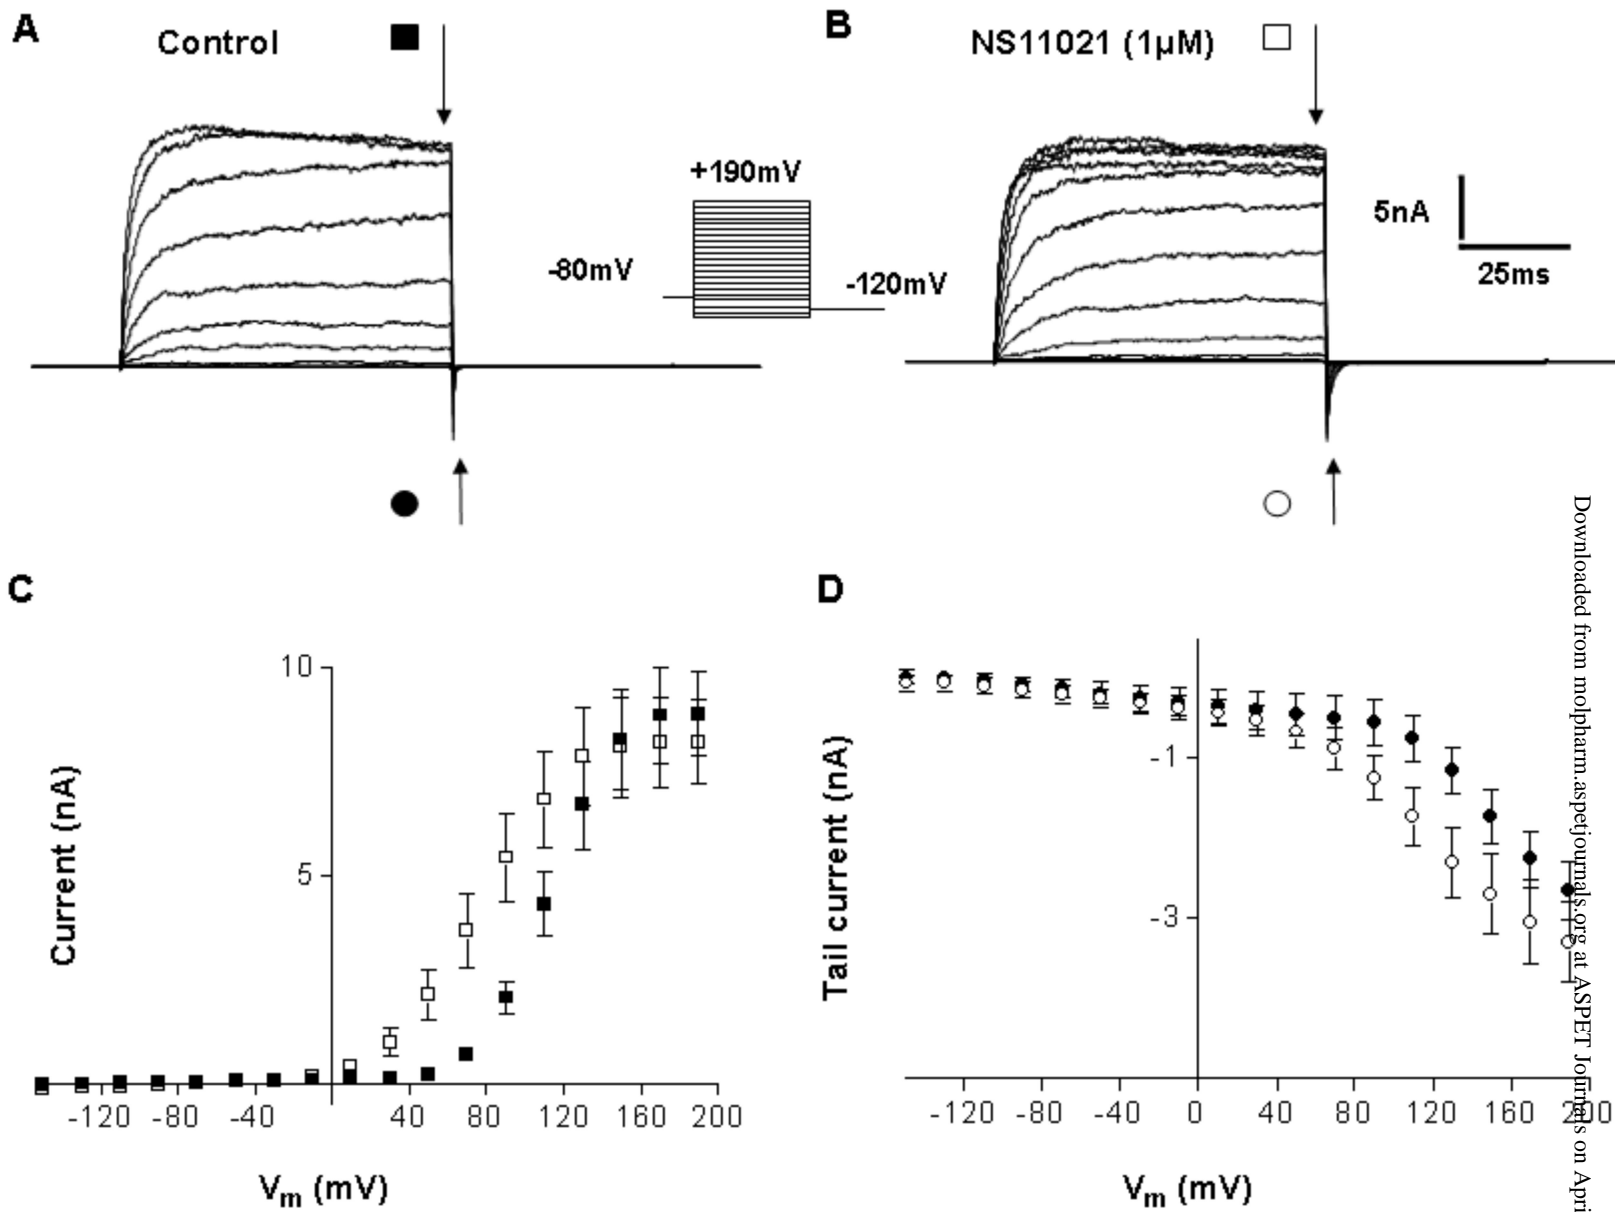 A
Control
B
NS11021 (1µM)
+190mV
-80mV
-120mV
5nA
25ms
C
10
5
Current (nA)
-120 -80 -40 40 80 120 160 200
Vm (mV)
D
-1
-3
Tail current (nA)
-120 -80 -40 0 40 80 120 160 200
Vm (mV)
Downloaded from molpharm.aspetjournals.org at ASPET Journals on Apri